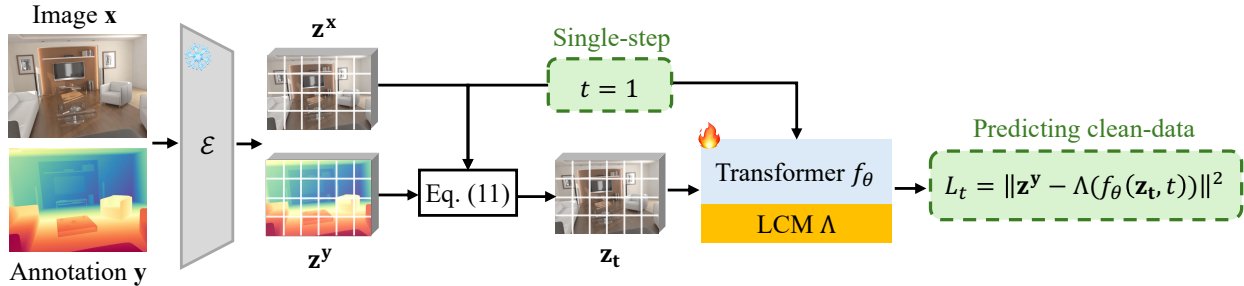 Image x
Annotation y
ℰ
z^x
z^y
Eq. (11)
Single-step
t = 1
z_t
Transformer f_θ
LCM Λ
Predicting clean-data
L_t = ‖z^y − Λ(f_θ(z_t, t))‖²